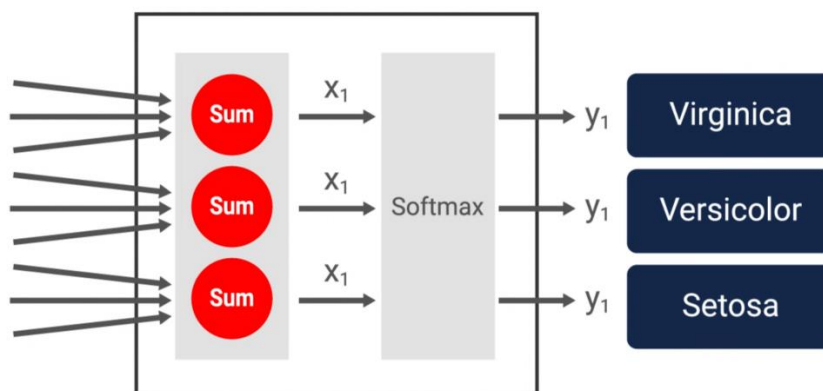 Sum x₁ y₁ Virginica
Sum x₁ Softmax y₁ Versicolor
Sum x₁ y₁ Setosa